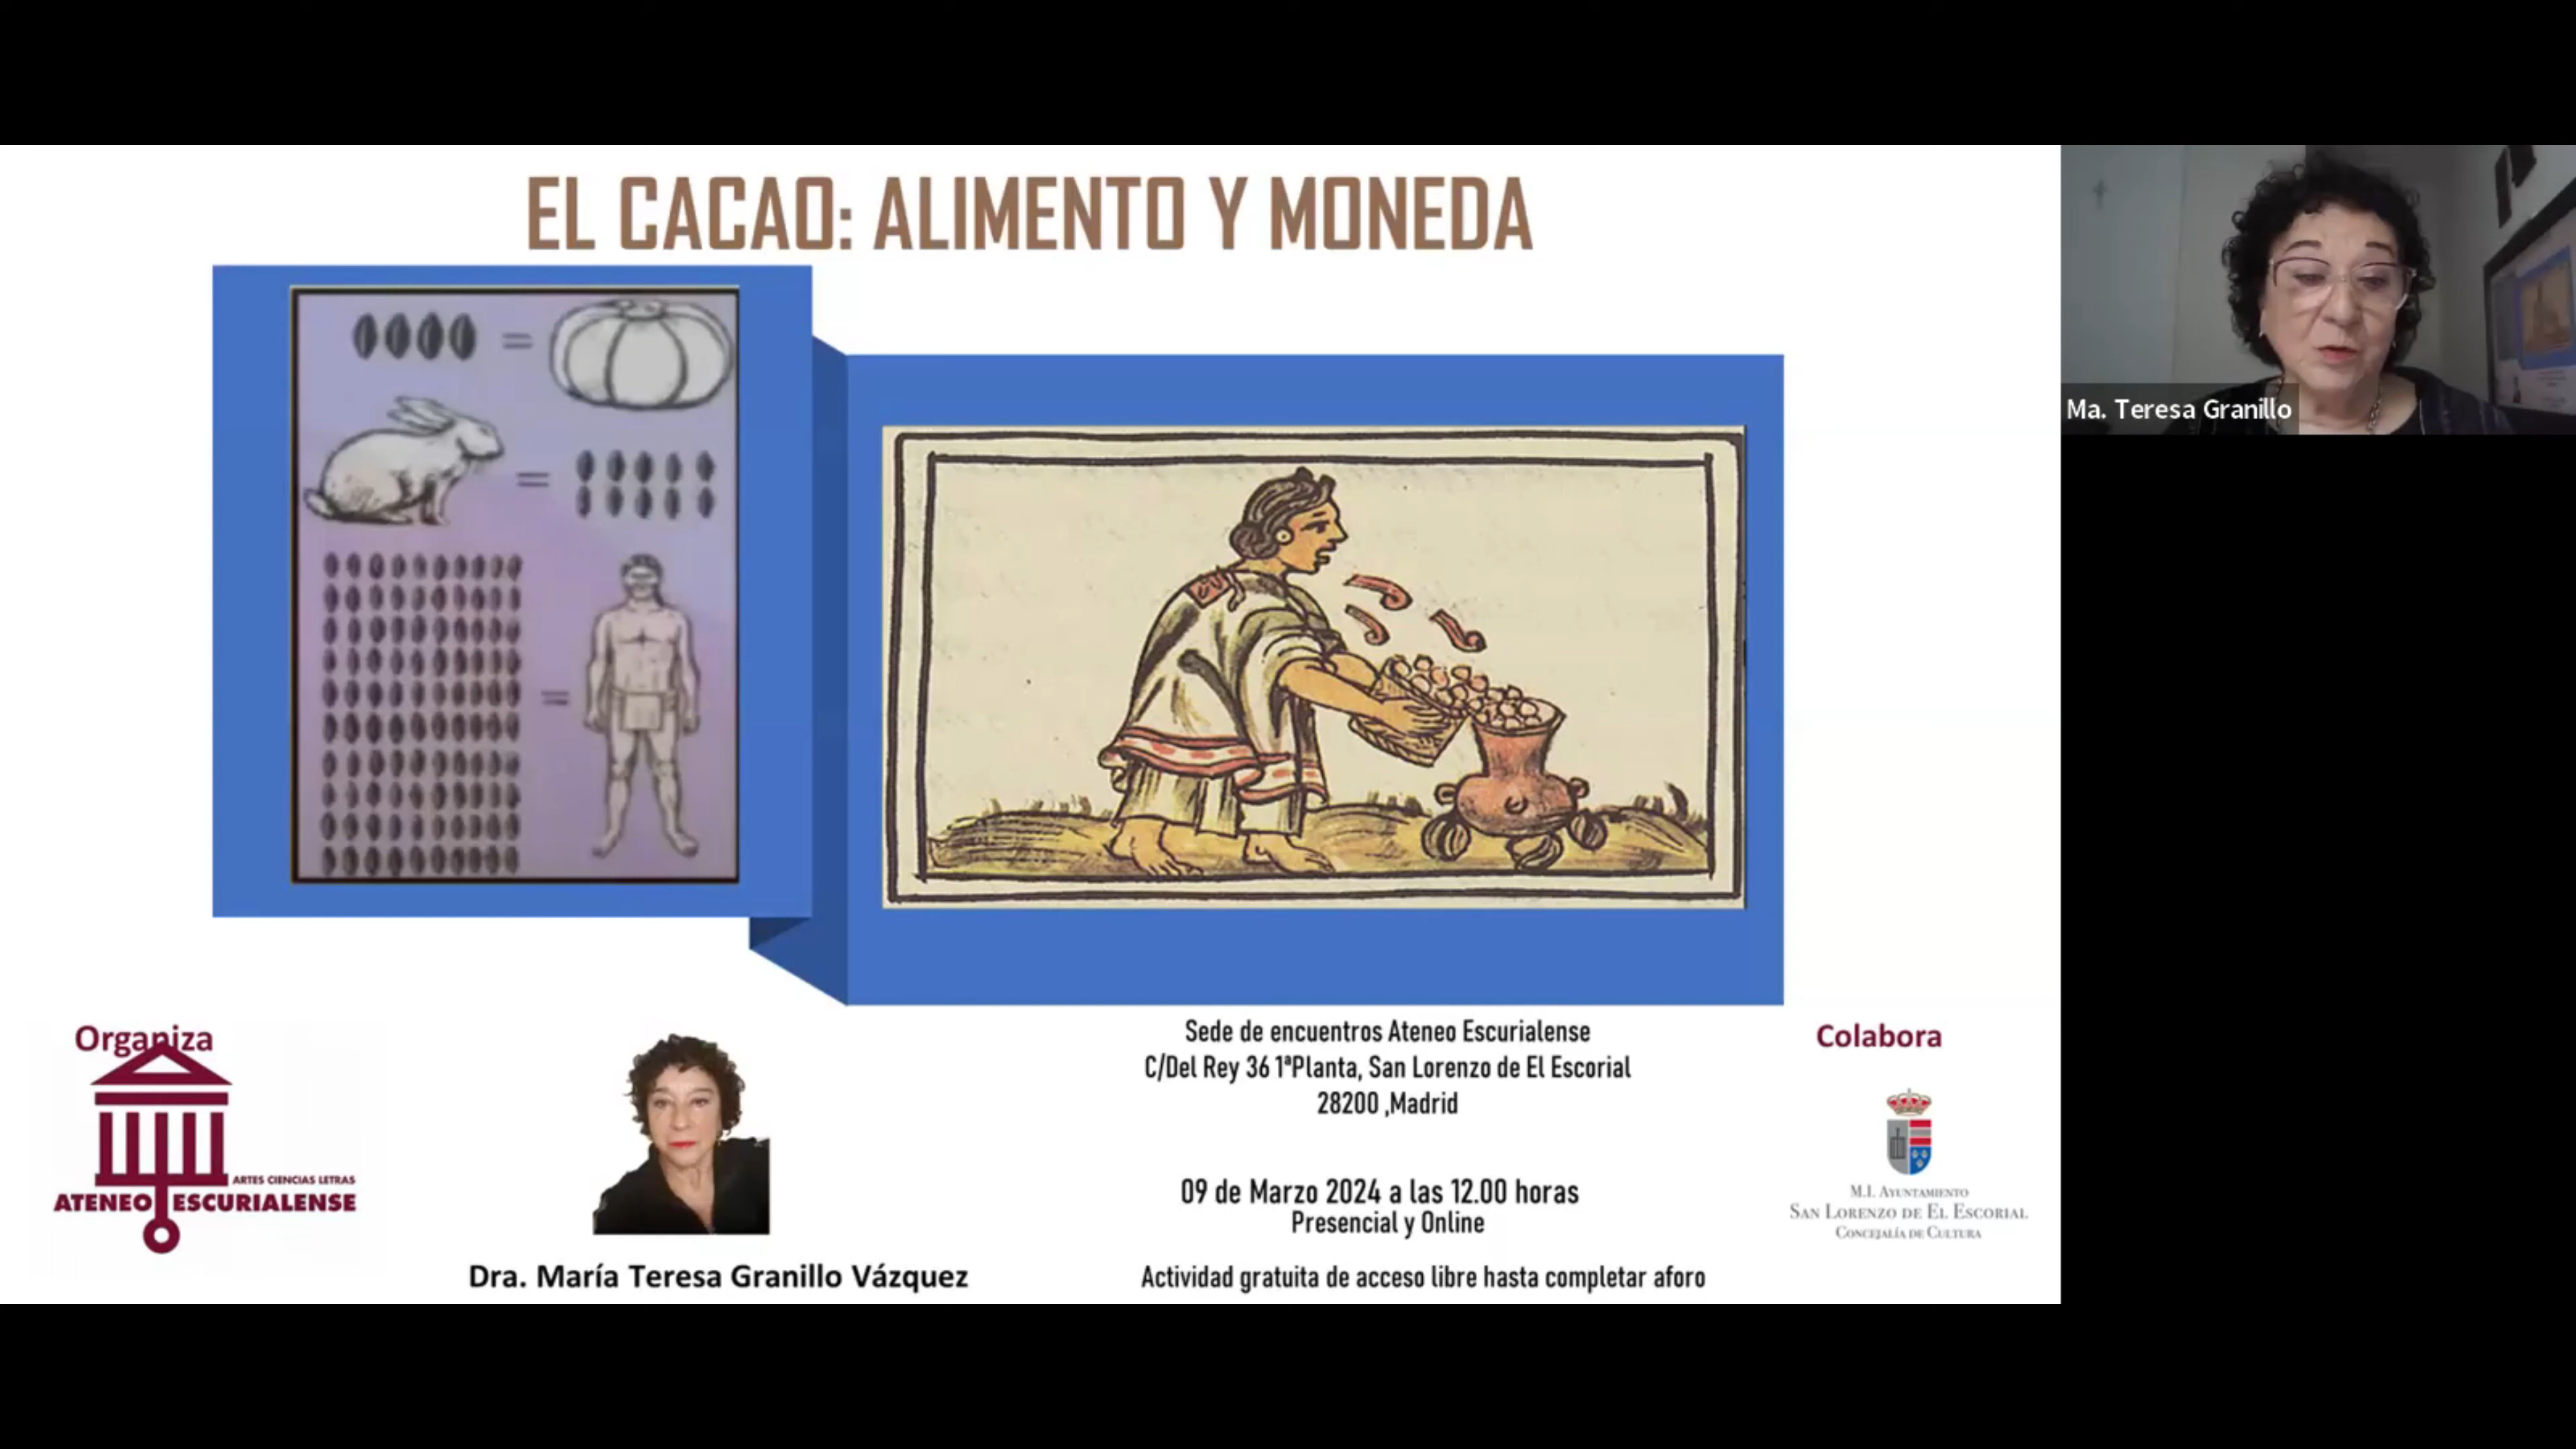 EL CACAO: ALIMENTO Y MONEDA
Ma. Teresa Granillo
Organiza
ARTES CIENCIAS LETRAS
ATENEO ESCURIALENSE
Dra. María Teresa Granillo Vázquez
Sede de encuentros Ateneo Escurialense
C/Del Rey 36 1ªPlanta, San Lorenzo de El Escorial
28200 ,Madrid
09 de Marzo 2024 a las 12.00 horas
Presencial y Online
Actividad gratuita de acceso libre hasta completar aforo
Colabora
M.I. AYUNTAMIENTO
SAN LORENZO DE EL ESCORIAL
CONCEJALÍA DE CULTURA